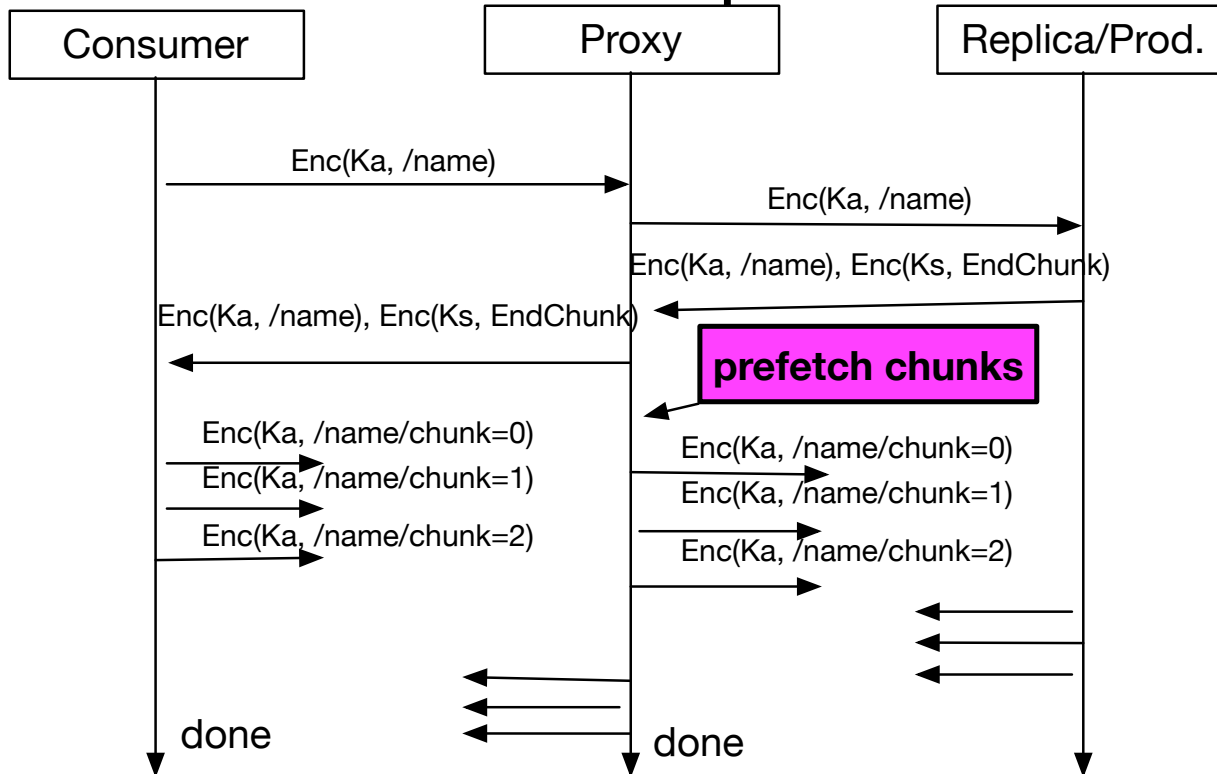 Consumer
Proxy
Replica/Prod.
Enc(Ka, /name)
Enc(Ka, /name)
Enc(Ka, /name), Enc(Ks, EndChunk)
Enc(Ka, /name), Enc(Ks, EndChunk)
prefetch chunks
Enc(Ka, /name/chunk=0)
Enc(Ka, /name/chunk=0)
Enc(Ka, /name/chunk=1)
Enc(Ka, /name/chunk=1)
Enc(Ka, /name/chunk=2)
Enc(Ka, /name/chunk=2)
done
done